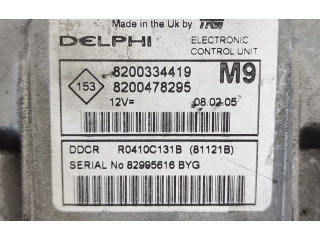 Made in the Uk by TRW
DELPHI ELECTRONIC
CONTROL UNIT
8200334419 M9
153 8200478295
12V= 08.02.05
DDCR R0410C131B (81121B)
SERIAL No 82995616 BYG